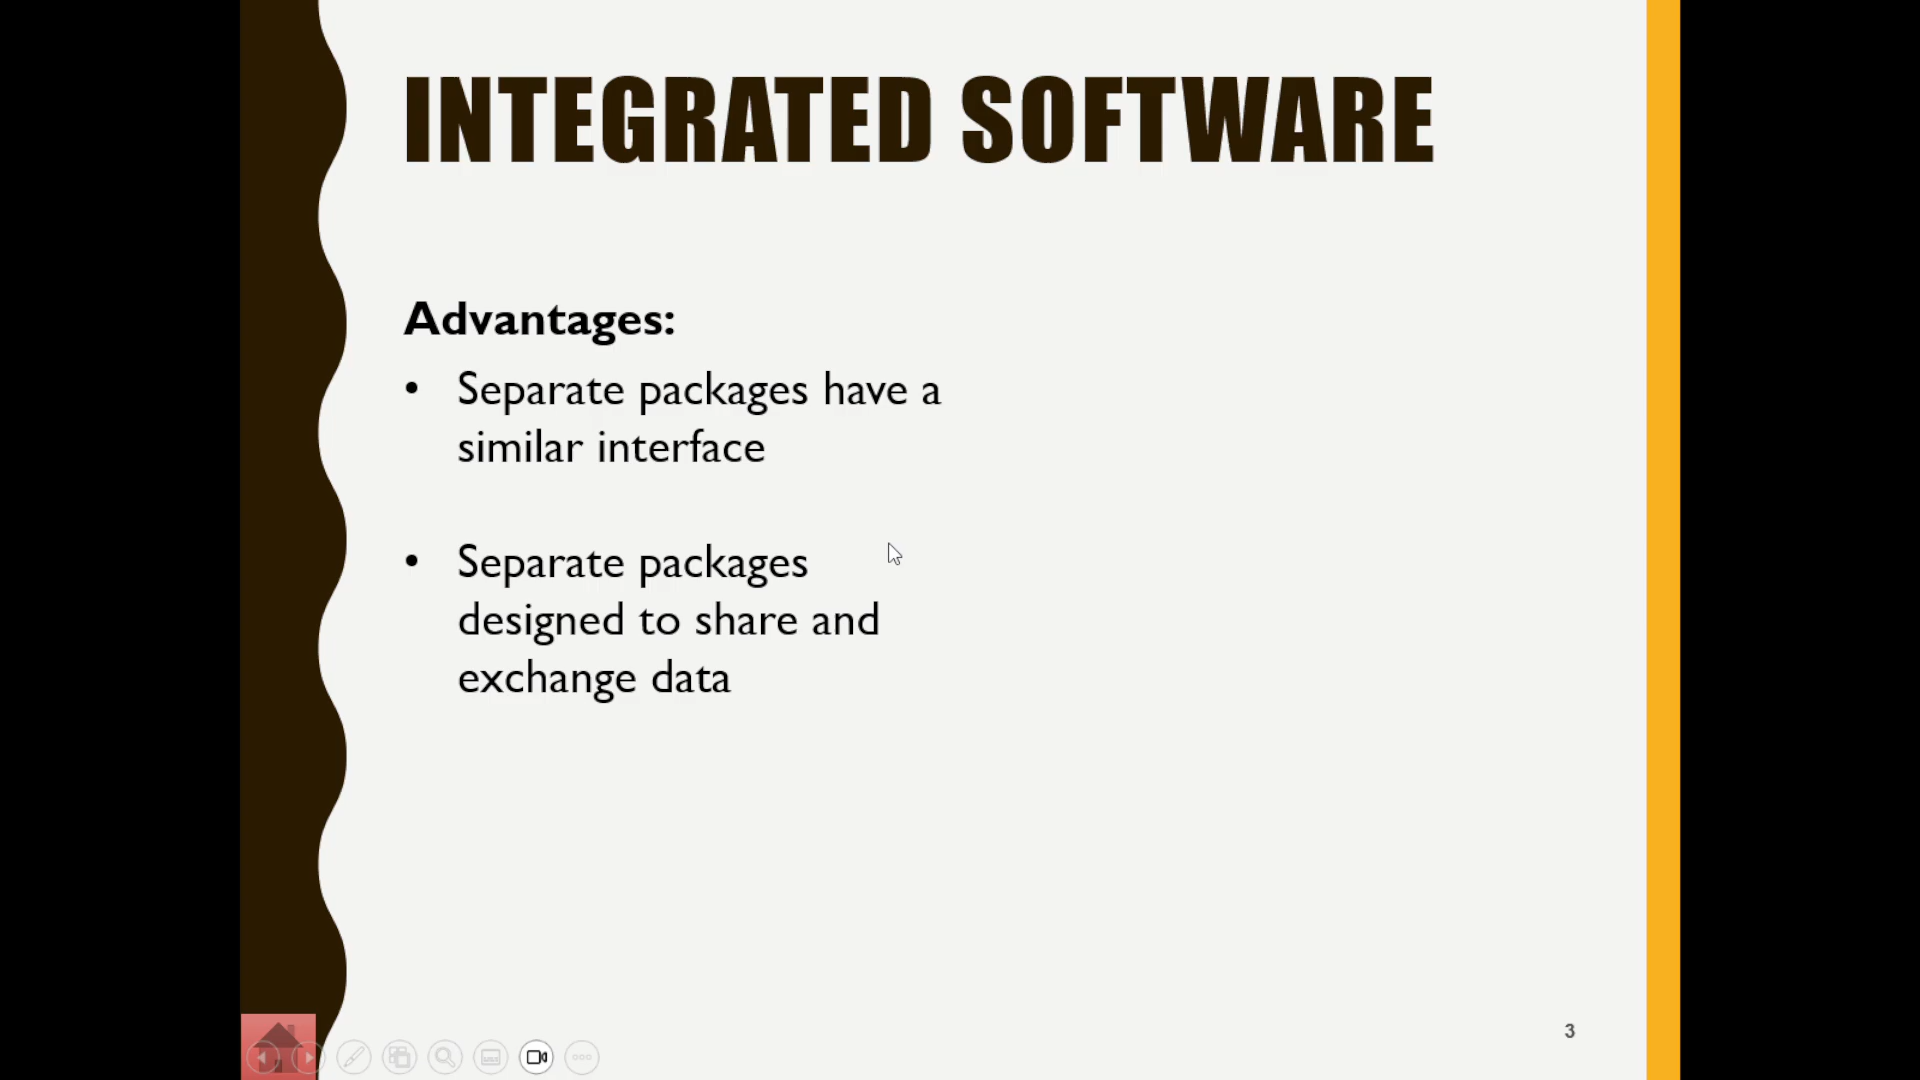 INTEGRATED SOFTWARE
Advantages:
• Separate packages have a
similar interface
• Separate packages
designed to share and
exchange data
3